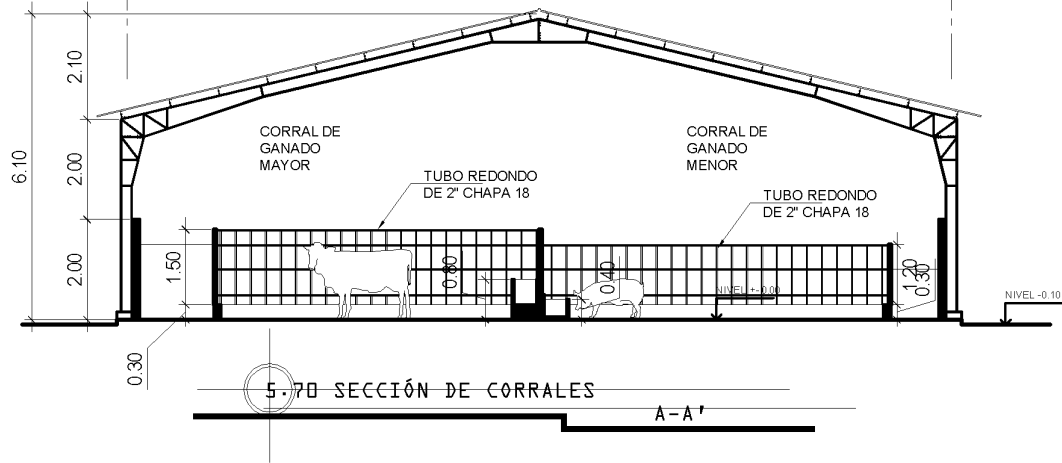 2.10
6.10
2.00
2.00
CORRAL DE
GANADO
MAYOR
CORRAL DE
GANADO
MENOR
TUBO REDONDO
DE 2" CHAPA 18
TUBO REDONDO
DE 2" CHAPA 18
1.50
0.80
0.40
1.20
0.30
NIVEL +- 0.00
NIVEL -0.10
0.30
5.70 SECCIÓN DE CORRALES
A-A'